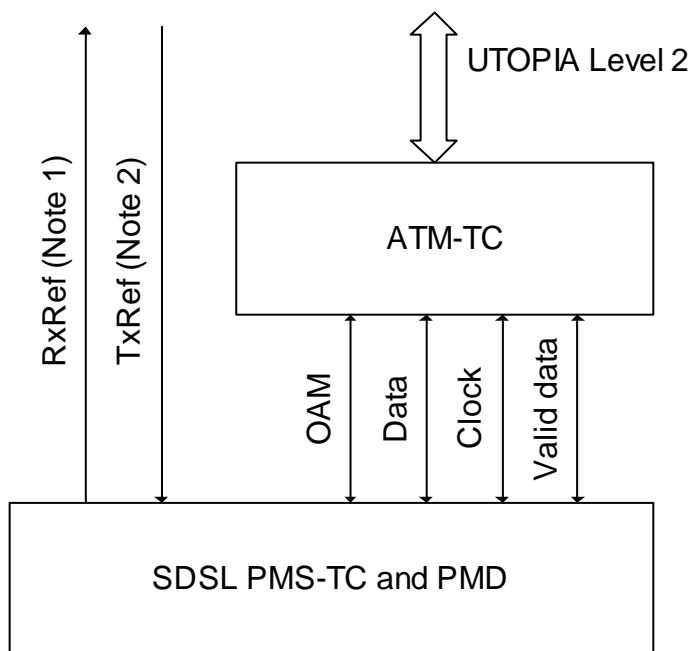 UTOPIA Level 2
RxRef (Note 1)
TxRef (Note 2)
ATM-TC
OAM
Data
Clock
Valid data
SDSL PMS-TC and PMD